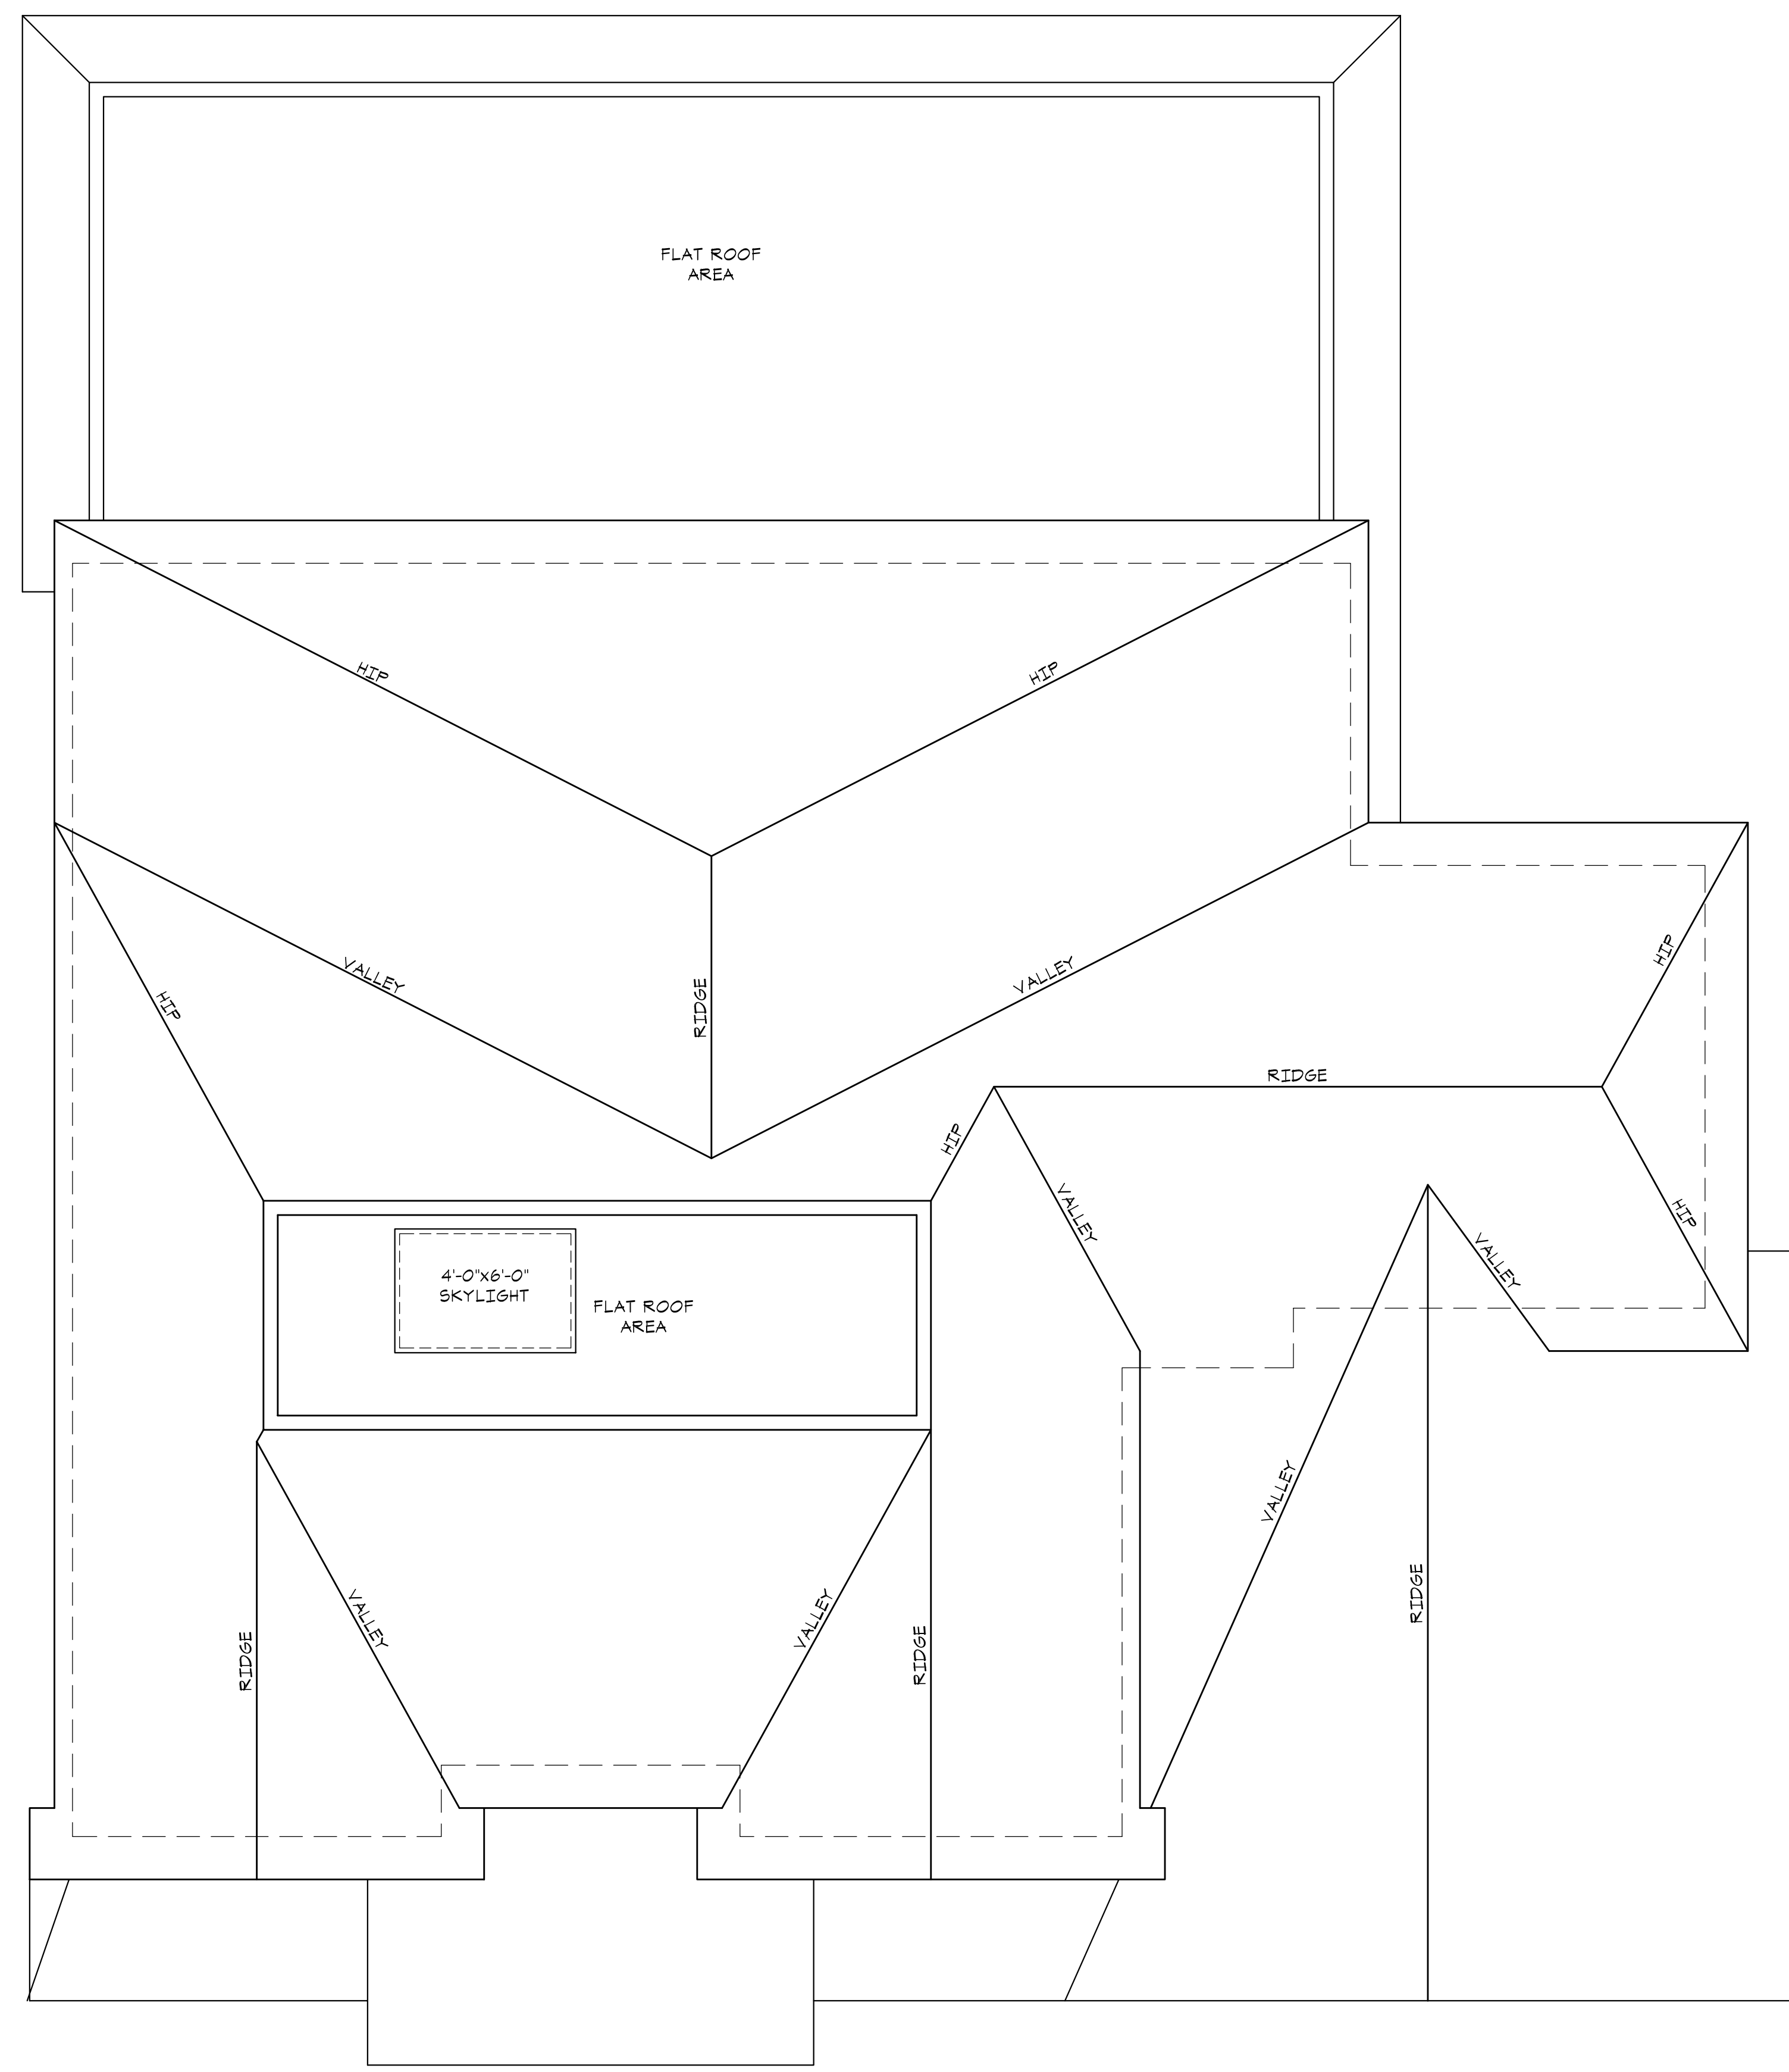 FLAT ROOF
AREA
HIP
HIP
VALLEY
VALLEY
HIP
RIDGE
HIP
RIDGE
HIP
VALLEY
HIP
VALLEY
4'-0"x6'-0"
SKYLIGHT
FLAT ROOF
AREA
VALLEY
RIDGE
VALLEY
VALLEY
RIDGE
RIDGE